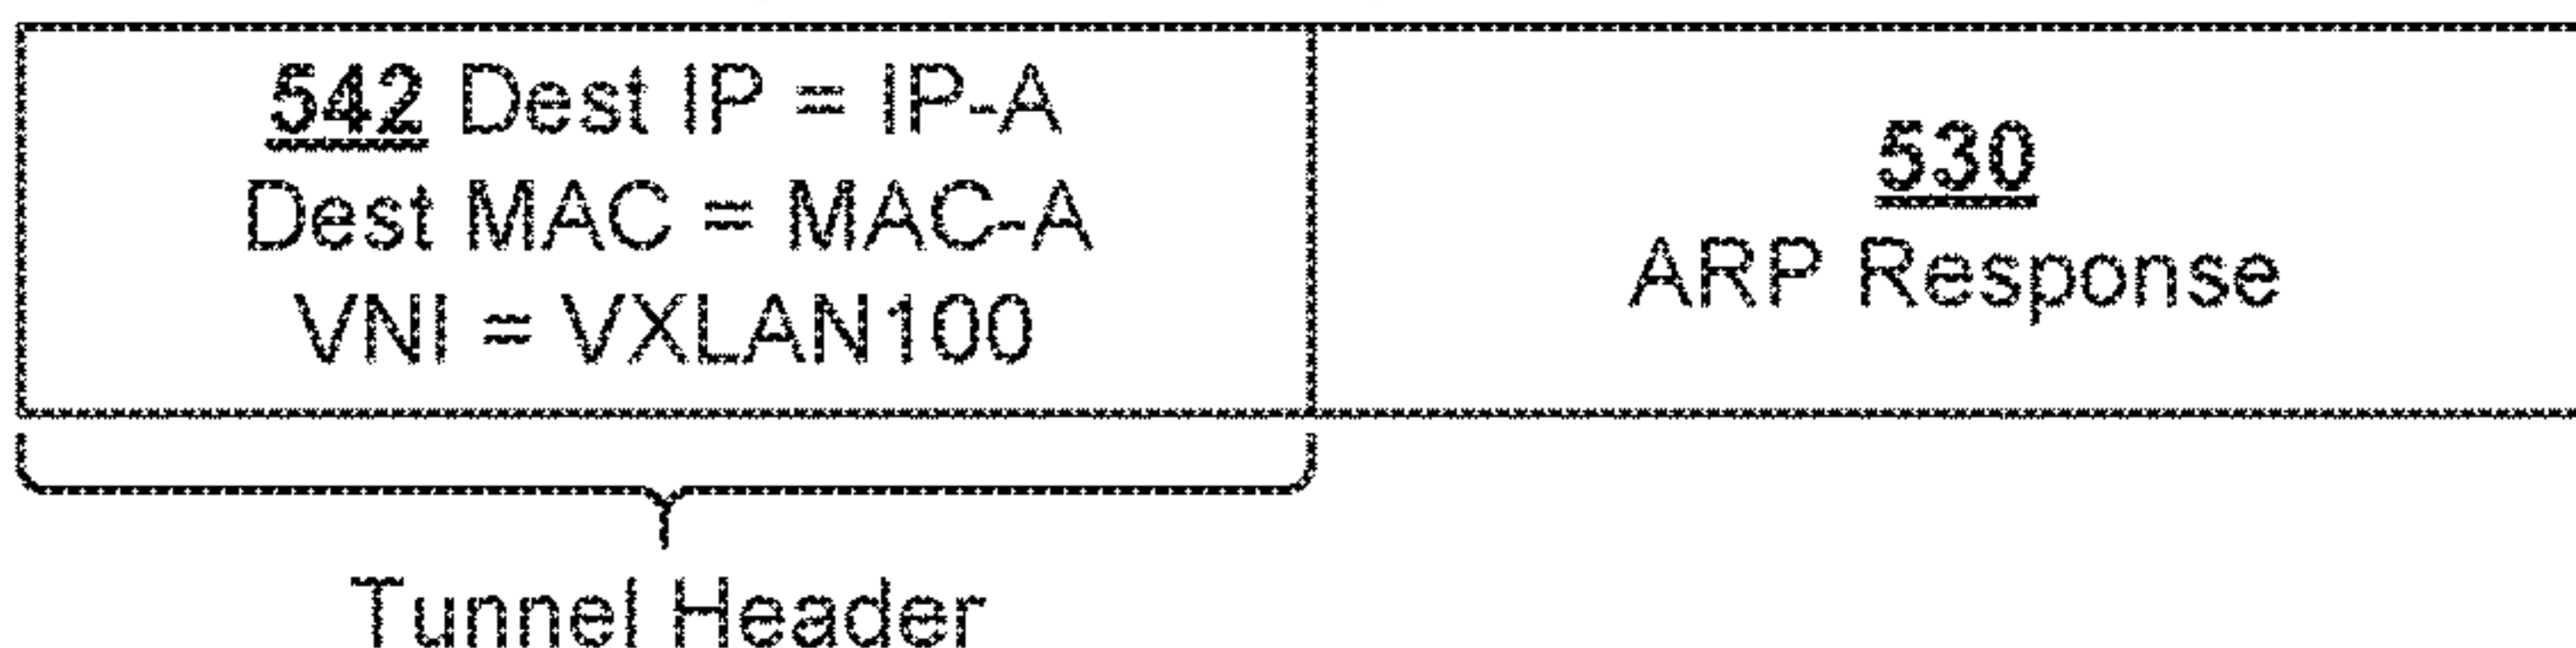 542 Dest IP = IP-A
Dest MAC = MAC-A
VNI = VXLAN100
530
ARP Response
Tunnel Header